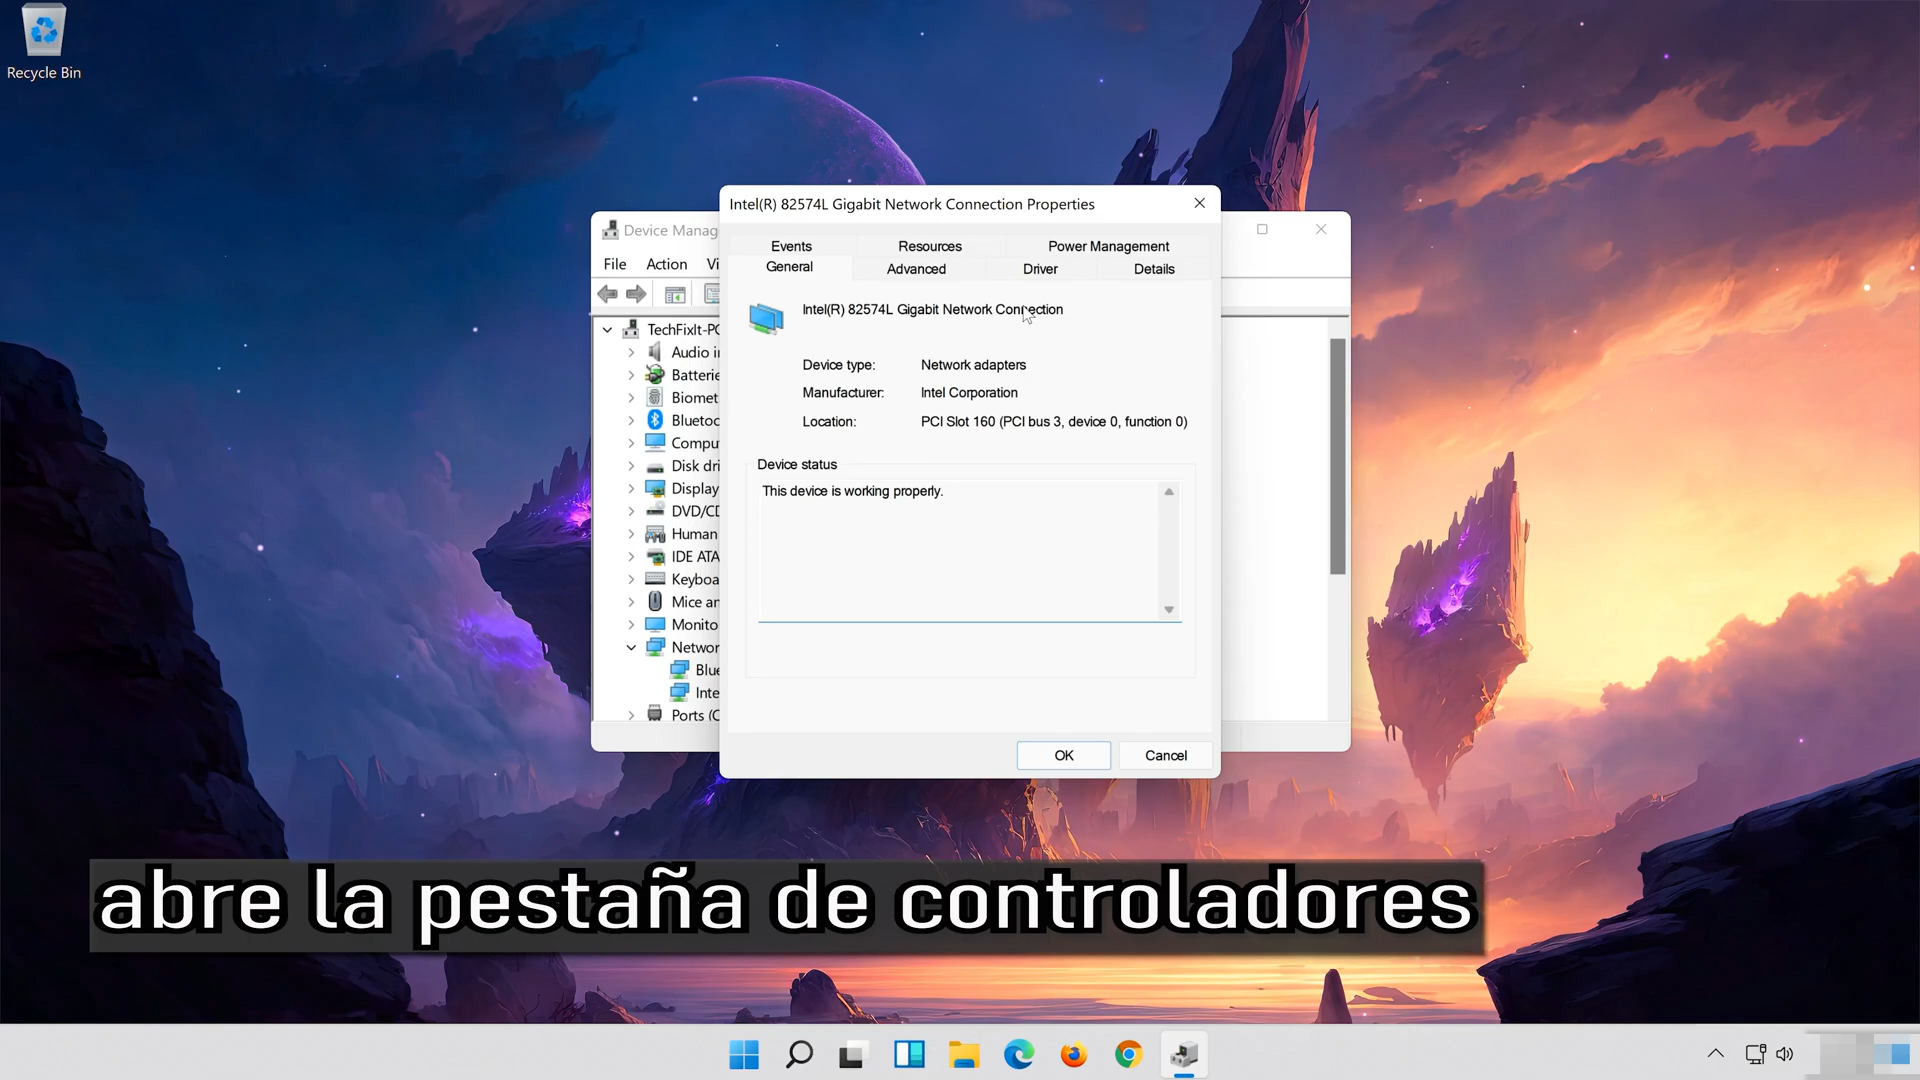 Recycle Bin
Intel(R) 82574L Gigabit Network Connection Properties
Device Manag
File Action Vi
Events Resources Power Management
General Advanced Driver Details
Intel(R) 82574L Gigabit Network Connection
Device type: Network adapters
Manufacturer: Intel Corporation
Location: PCI Slot 160 (PCI bus 3, device 0, function 0)
Device status
This device is working properly.
OK Cancel
TechFixIt-PC
Audio in
Batterie
Biomet
Bluetoo
Compu
Disk dri
Display
DVD/CD
Human
IDE ATA
Keyboa
Mice an
Monito
Networ
Blue
Inte
Ports (C
abre la pestaña de controladores